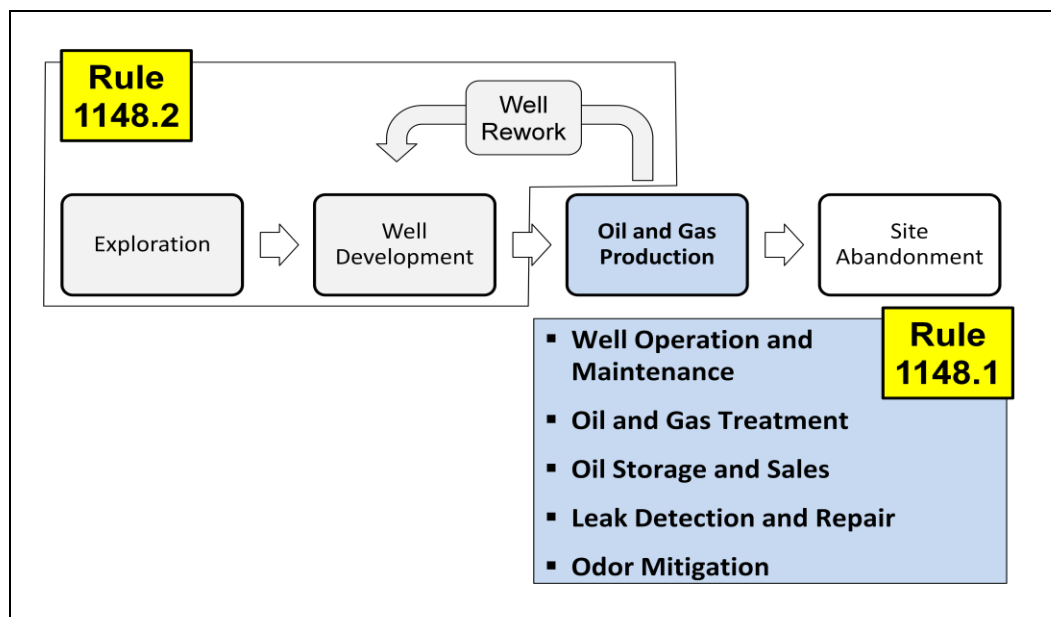 Rule
1148.2
Well
Rework
Exploration
Well
Development
Oil and Gas
Production
Site
Abandonment
Rule
1148.1
▪ Well Operation and
Maintenance
▪ Oil and Gas Treatment
▪ Oil Storage and Sales
▪ Leak Detection and Repair
▪ Odor Mitigation